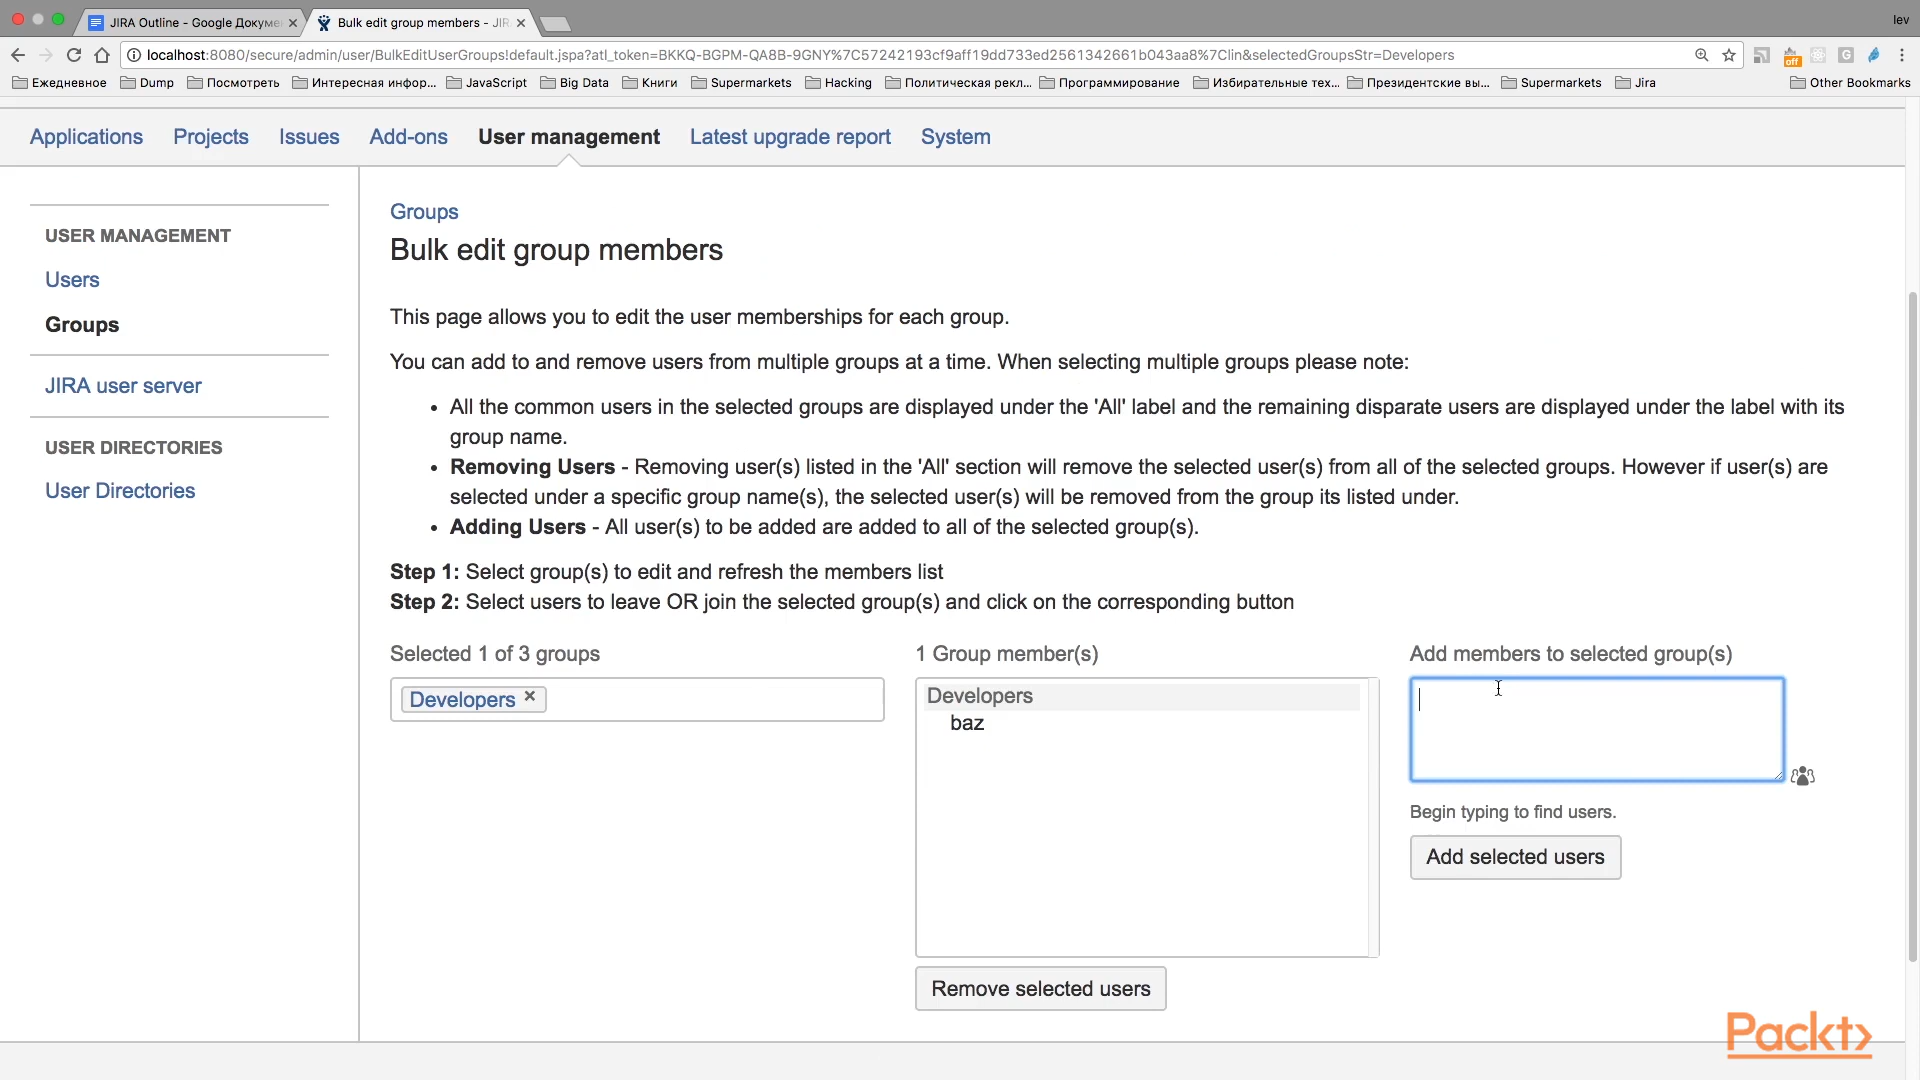 JIRA Outline - Google Докуме
Bulk edit group members - JIR
lev
localhost:8080/secure/admin/user/BulkEditUserGroups!default.jspa?atl_token=BKKQ-BGPM-QA8B-9GNY%7C57242193cf9aff19dd733ed2561342661b043aa8%7Clin&selectedGroupsStr=Developers
off
G
Ежедневное Dump Посмотреть Интересная инфор... JavaScript Big Data Книги Supermarkets Hacking Политическая рекл... Программирование Избирательные тех... Президентские вы... Supermarkets Jira Other Bookmarks
Applications Projects Issues Add-ons User management Latest upgrade report System
USER MANAGEMENT
Users
Groups
JIRA user server
USER DIRECTORIES
User Directories
Groups
Bulk edit group members
This page allows you to edit the user memberships for each group.
You can add to and remove users from multiple groups at a time. When selecting multiple groups please note:
• All the common users in the selected groups are displayed under the 'All' label and the remaining disparate users are displayed under the label with its
group name.
• Removing Users - Removing user(s) listed in the 'All' section will remove the selected user(s) from all of the selected groups. However if user(s) are
selected under a specific group name(s), the selected user(s) will be removed from the group its listed under.
• Adding Users - All user(s) to be added are added to all of the selected group(s).
Step 1: Select group(s) to edit and refresh the members list
Step 2: Select users to leave OR join the selected group(s) and click on the corresponding button
Selected 1 of 3 groups
Developers
1 Group member(s)
Developers
baz
Remove selected users
Add members to selected group(s)
Begin typing to find users.
Add selected users
Packt>